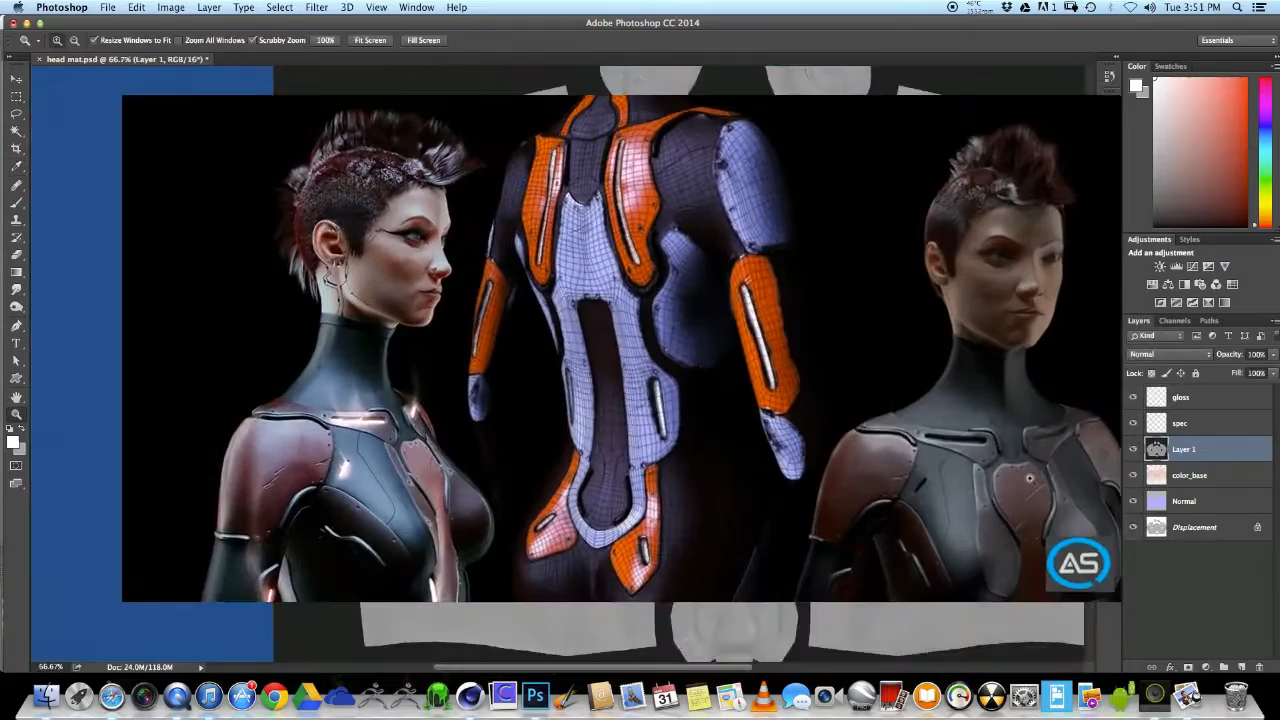 Photoshop File Edit Image Layer Type Select Filter 3D View Window Help
1 Tue 3:51 PM
Adobe Photoshop CC 2014
Resize Windows to Fit Zoom All Windows Scrubby Zoom 100% Fit Screen Fill Screen Essentials
head mat.psd @ 66.7% (Layer 1, RGB/16*) *
Color Swatches
Adjustments Styles
Add an adjustment
Layers Channels Paths
Kind
Normal Opacity: 100%
Lock: Fill: 100%
gloss
spec
Layer 1
color_base
Normal
Displacement
AS
66.67% Doc: 24.0M/118.0M
31
Ps